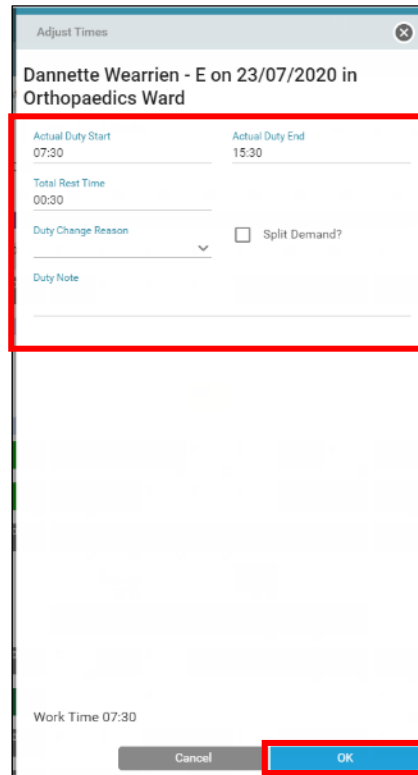 Adjust Times
Dannette Wearrien - E on 23/07/2020 in
Orthopaedics Ward
Actual Duty Start
Actual Duty End
07:30
15:30
Total Rest Time
00:30
Duty Change Reason
Split Demand?
Duty Note
Work Time 07:30
Cancel
OK